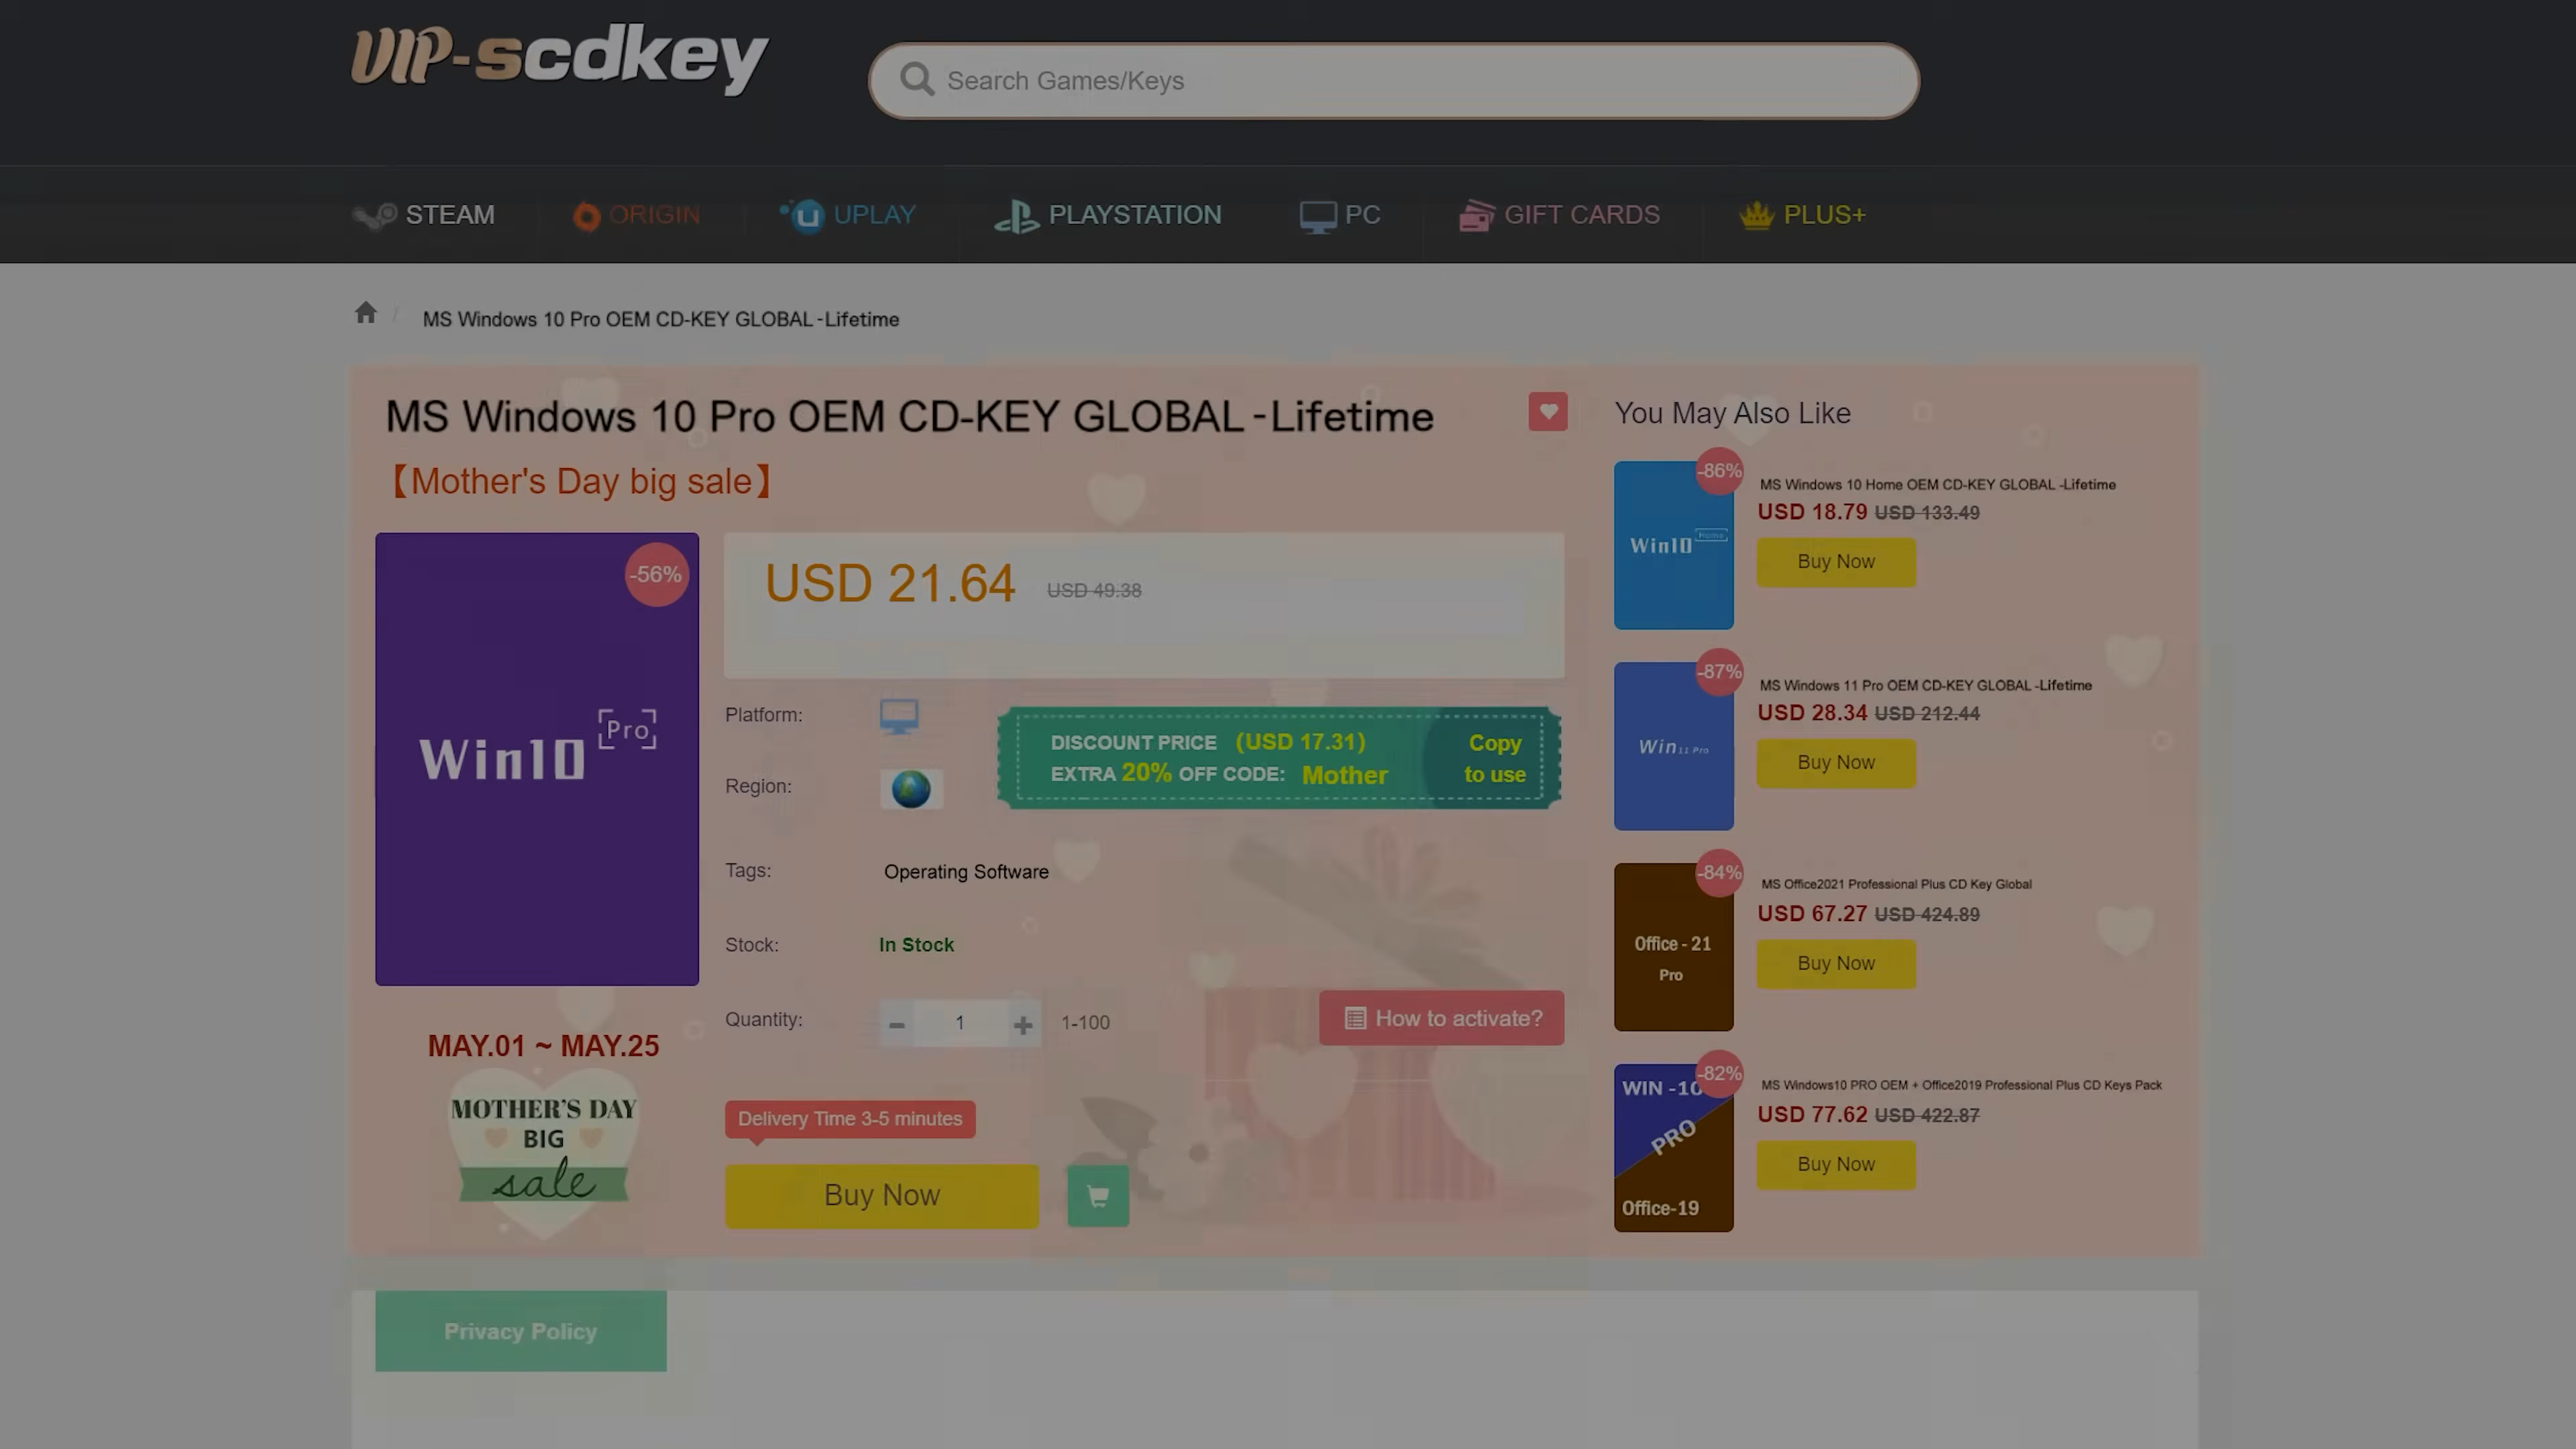 VIP-scdkey
Search Games/Keys
STEAM
ORIGIN
UPLAY
PLAYSTATION
PC
GIFT CARDS
PLUS+
MS Windows 10 Pro OEM CD-KEY GLOBAL -Lifetime
MS Windows 10 Pro OEM CD-KEY GLOBAL -Lifetime
【Mother's Day big sale】
-56%
Win10 Pro
USD 21.64 USD 49.38
Platform:
Region:
DISCOUNT PRICE (USD 17.31)
EXTRA 20% OFF CODE: Mother
Copy
to use
Tags: Operating Software
Stock: In Stock
Quantity: - 1 + 1-100
How to activate?
MAY.01 ~ MAY.25
MOTHER'S DAY
BIG
sale
Delivery Time 3-5 minutes
Buy Now
You May Also Like
-86%
Win10 Home
MS Windows 10 Home OEM CD-KEY GLOBAL -Lifetime
USD 18.79 USD 133.49
Buy Now
-87%
Win 11 Pro
MS Windows 11 Pro OEM CD-KEY GLOBAL -Lifetime
USD 28.34 USD 212.44
Buy Now
-84%
Office - 21
Pro
MS Office2021 Professional Plus CD Key Global
USD 67.27 USD 424.89
Buy Now
-82%
WIN -10
PRO
Office-19
MS Windows10 PRO OEM + Office2019 Professional Plus CD Keys Pack
USD 77.62 USD 422.87
Buy Now
Privacy Policy